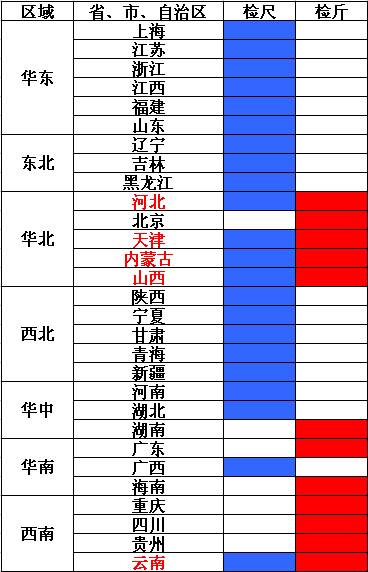 区域 省、市、自治区 检尺 检斤
华东
上海
江苏
浙江
江西
福建
山东
东北
辽宁
吉林
黑龙江
华北
河北
北京
天津
内蒙古
山西
西北
陕西
宁夏
甘肃
青海
新疆
华中
河南
湖北
湖南
华南
广东
广西
海南
西南
重庆
四川
贵州
云南